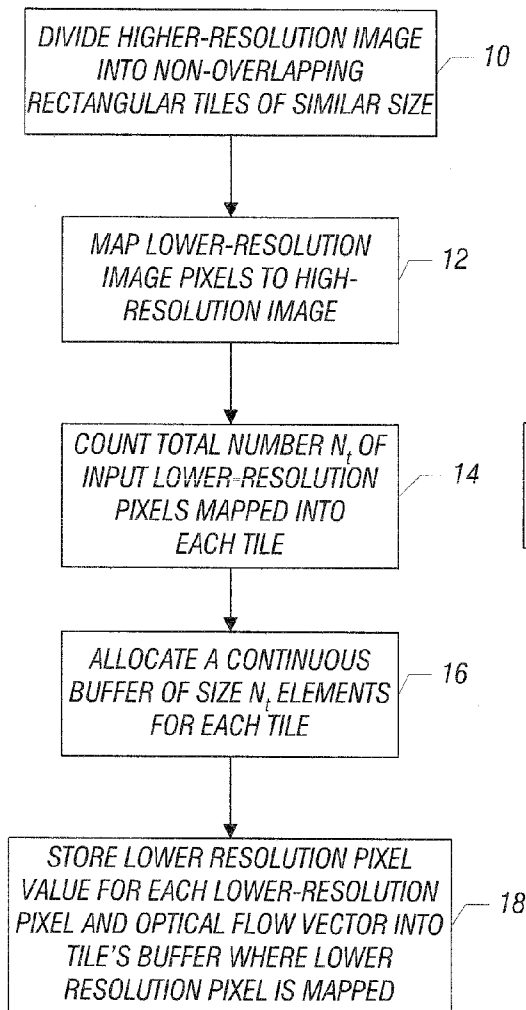 DIVIDE HIGHER-RESOLUTION IMAGE
INTO NON-OVERLAPPING
RECTANGULAR TILES OF SIMILAR SIZE
10
MAP LOWER-RESOLUTION
IMAGE PIXELS TO HIGH-
RESOLUTION IMAGE
12
COUNT TOTAL NUMBER Nt OF
INPUT LOWER-RESOLUTION
PIXELS MAPPED INTO
EACH TILE
14
ALLOCATE A CONTINUOUS
BUFFER OF SIZE Nt ELEMENTS
FOR EACH TILE
16
STORE LOWER RESOLUTION PIXEL
VALUE FOR EACH LOWER-RESOLUTION
PIXEL AND OPTICAL FLOW VECTOR INTO
TILE'S BUFFER WHERE LOWER
RESOLUTION PIXEL IS MAPPED
18